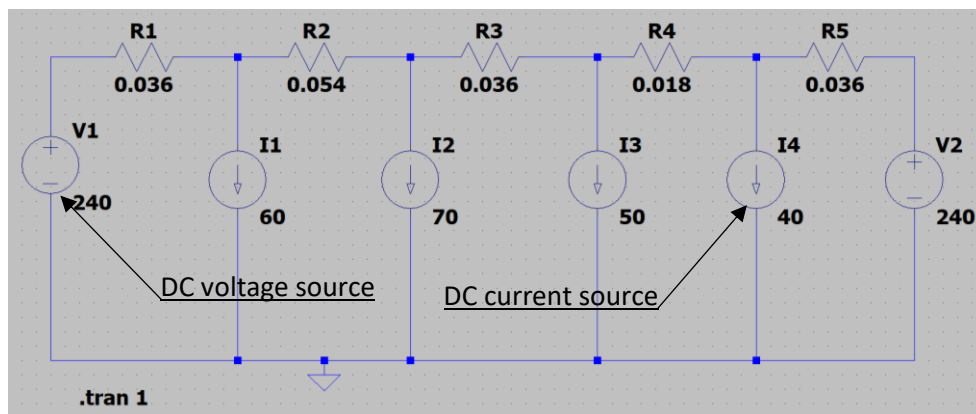 R1 R2 R3 R4 R5
0.036 0.054 0.036 0.018 0.036
V1 I1 I2 I3 I4 V2
240 60 70 50 40 240
DC voltage source DC current source
.tran 1